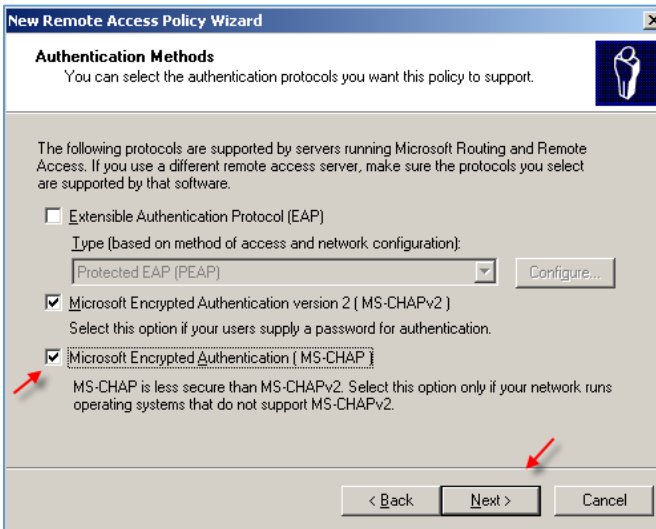 New Remote Access Policy Wizard
Authentication Methods
You can select the authentication protocols you want this policy to support.
The following protocols are supported by servers running Microsoft Routing and Remote
Access. If you use a different remote access server, make sure the protocols you select
are supported by that software.
Extensible Authentication Protocol (EAP)
Type (based on method of access and network configuration):
Protected EAP (PEAP)
Configure...
Microsoft Encrypted Authentication version 2 ( MS-CHAPv2 )
Select this option if your users supply a password for authentication.
Microsoft Encrypted Authentication ( MS-CHAP )
MS-CHAP is less secure than MS-CHAPv2. Select this option only if your network runs
operating systems that do not support MS-CHAPv2.
< Back Next > Cancel